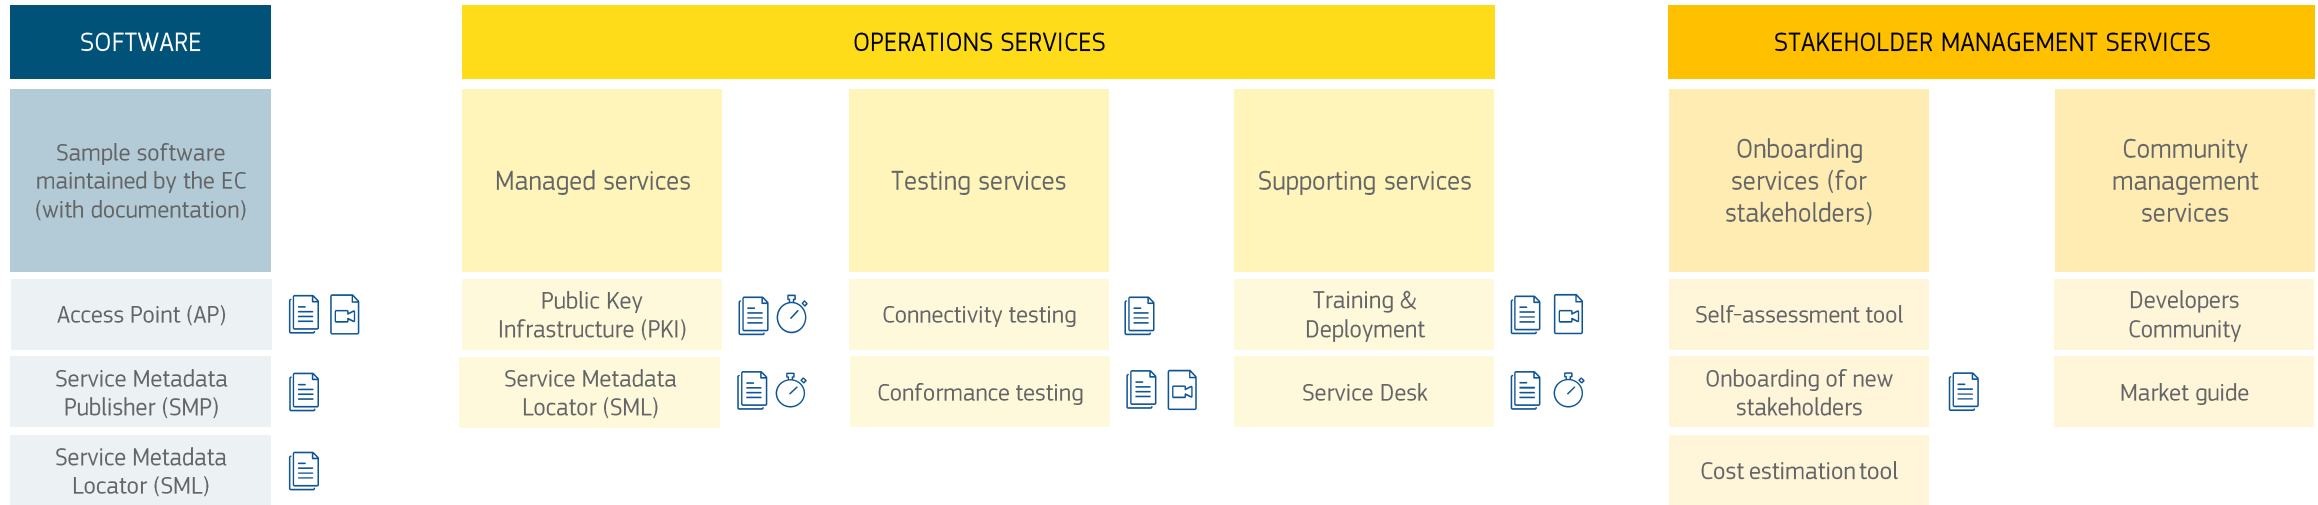 SOFTWARE
OPERATIONS SERVICES
STAKEHOLDER MANAGEMENT SERVICES
Sample software
maintained by the EC
(with documentation)
Managed services
Testing services
Supporting services
Onboarding
services (for
stakeholders)
Community
management
services
Access Point (AP)
Public Key
Infrastructure (PKI)
Connectivity testing
Training &
Deployment
Self-assessment tool
Developers
Community
Service Metadata
Publisher (SMP)
Service Metadata
Locator (SML)
Conformance testing
Service Desk
Onboarding of new
stakeholders
Market guide
Service Metadata
Locator (SML)
Cost estimation tool